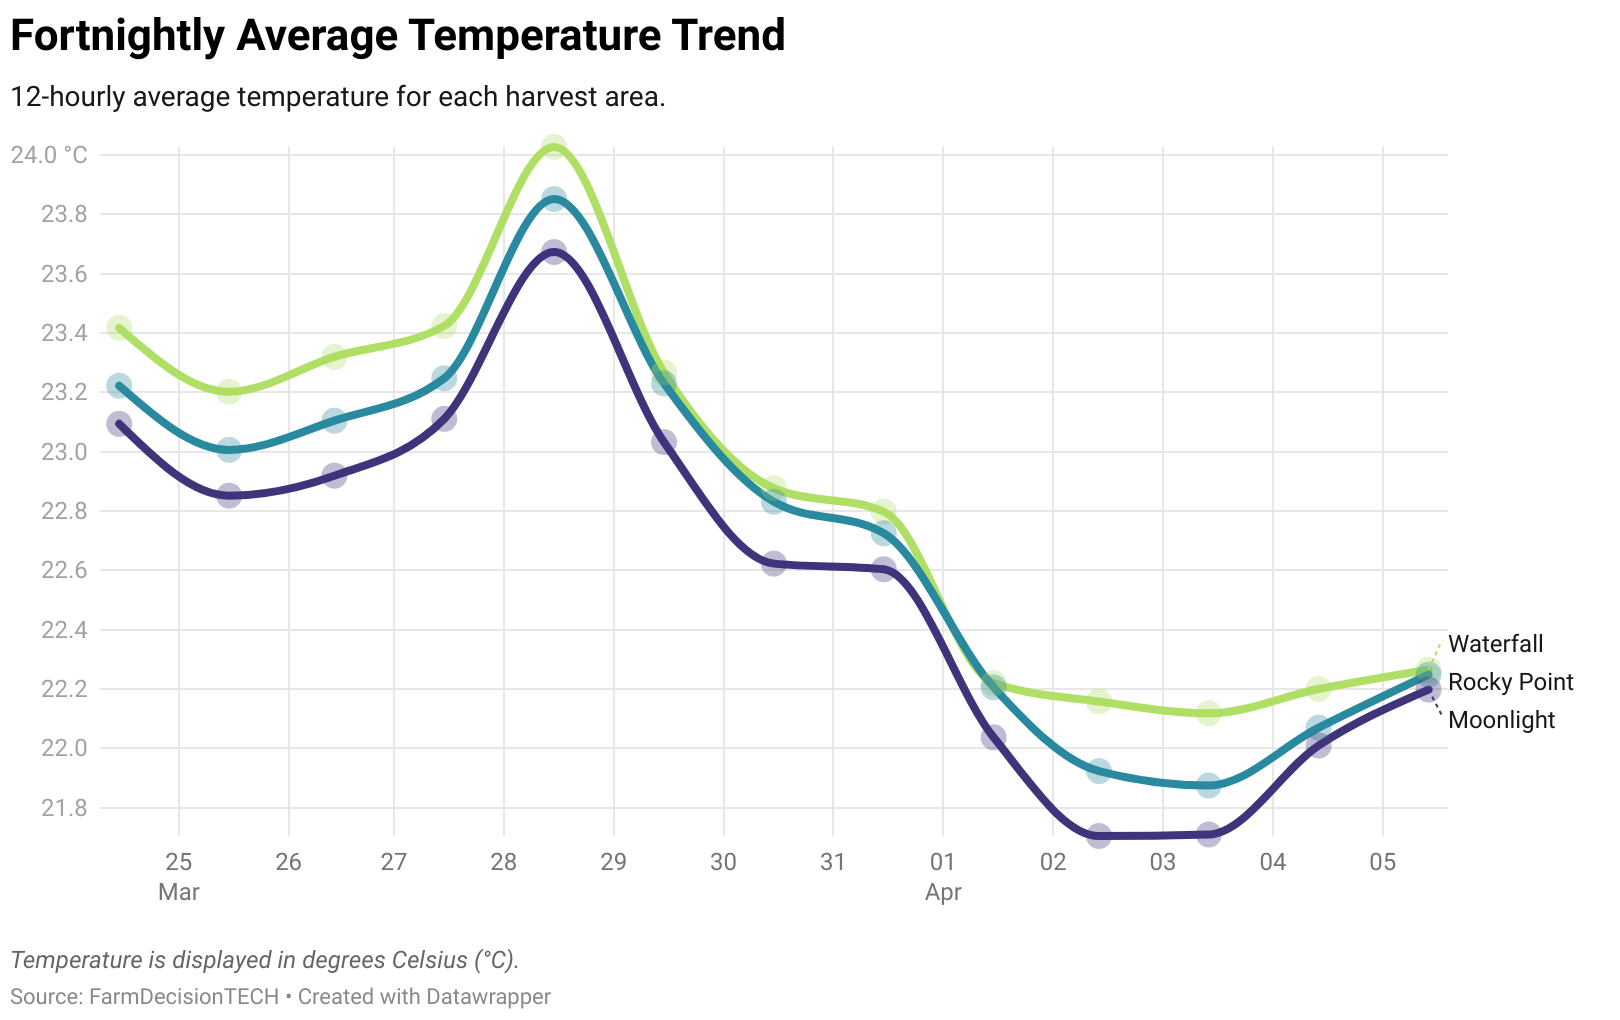 Fortnightly Average Temperature Trend
12-hourly average temperature for each harvest area.
24.0 °C
23.8
23.6
23.4
23.2
23.0
22.8
22.6
22.4
22.2
22.0
21.8
Waterfall
Rocky Point
Moonlight
25 26 27 28 29 30 31 01 02 03 04 05
Mar Apr
Temperature is displayed in degrees Celsius (°C).
Source: FarmDecisionTECH • Created with Datawrapper